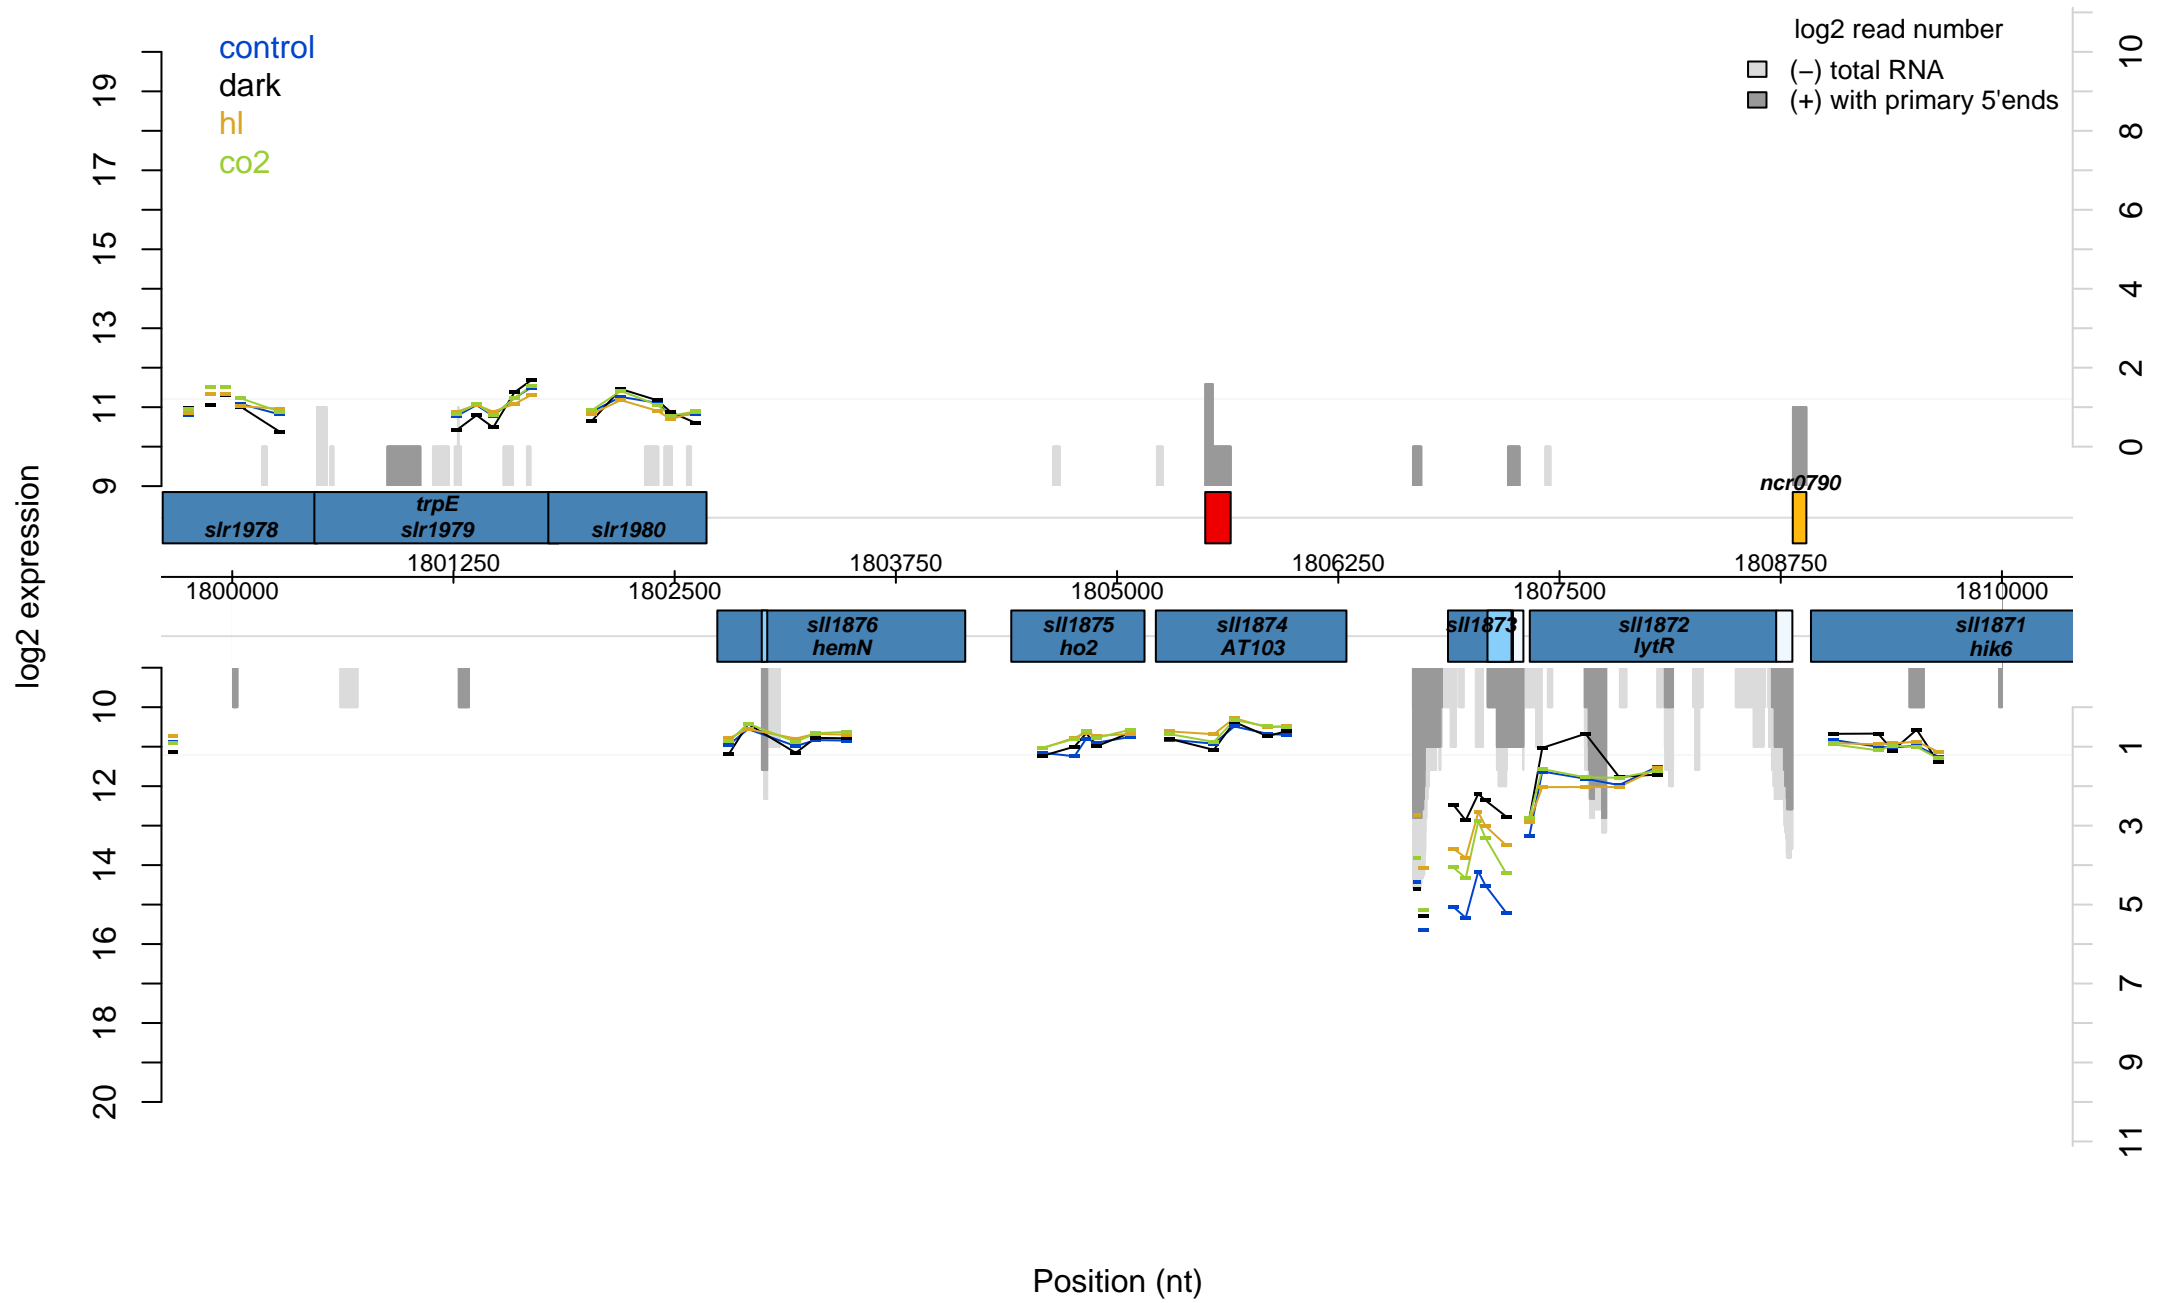 control
dark
hl
co2
log2 read number
(−) total RNA
(+) with primary 5'ends
19
17
15
13
11
9
10
8
6
4
2
0
log2 expression
ncr0790
trpE
slr1978
slr1979
slr1980
1801250
1803750
1806250
1808750
1800000
1802500
1805000
1807500
1810000
sll1876
hemN
sll1875
ho2
sll1874
AT103
sll1873
sll1872
lytR
sll1871
hik6
10
12
14
16
18
20
1
3
5
7
9
11
Position (nt)